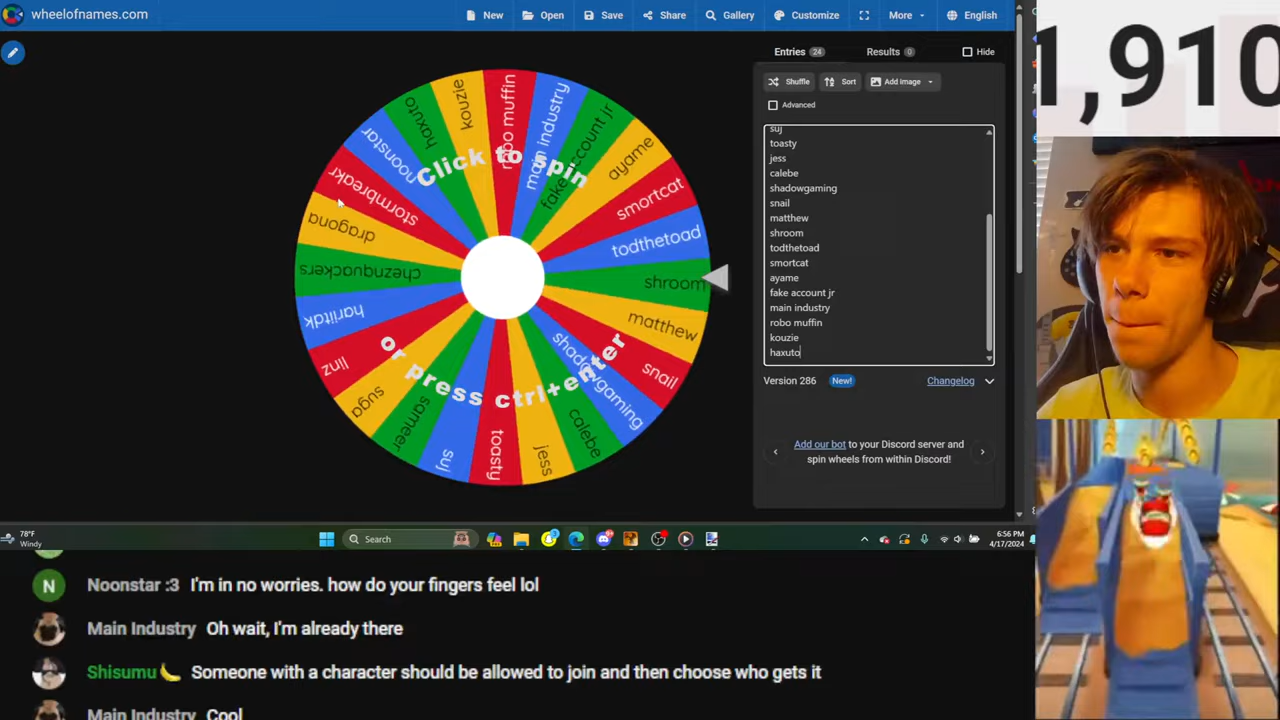 wheelofnames.com
New
Open
Save
Share
Gallery
Customize
More
English
Entries 24
Results 0
Hide
Shuffle
Sort
Add image
Advanced
suj
toasty
jess
calebe
shadowgaming
snail
matthew
shroom
todthetoad
smortcat
ayame
fake account jr
main industry
robo muffin
kouzie
haxuto
Version 286 New! Changelog
Add our bot to your Discord server and
spin wheels from within Discord!
Click to spin
or press ctrl+enter
robo muffin
main industry
fake account jr
ayame
smortcat
todthetoad
shroom
matthew
snail
shadowgaming
calebe
jess
toasty
suj
sameer
suga
linz
harlitdk
cheznquackers
dragona
stormbreakr
noonstar
haxuto
kouzie
1,910
78°F
Windy
Search
6:56 PM
4/17/2024
N
Noonstar :3 I'm in no worries. how do your fingers feel lol
Main Industry Oh wait, I'm already there
Shisumu🍌 Someone with a character should be allowed to join and then choose who gets it
Main Industry Cool